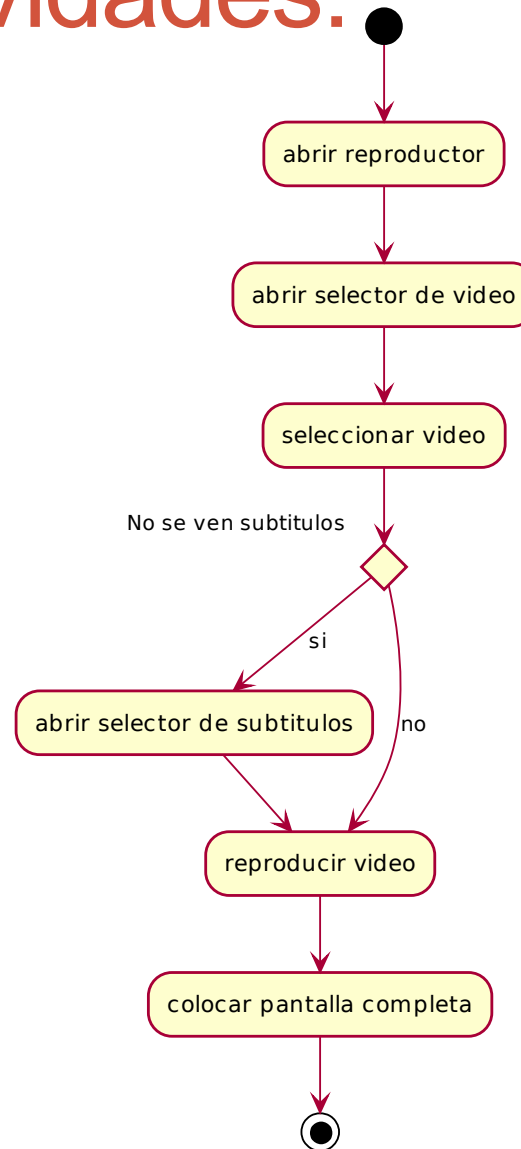 vidades.
abrir reproductor
abrir selector de video
seleccionar video
No se ven subtitulos
si
abrir selector de subtitulos
no
reproducir video
colocar pantalla completa